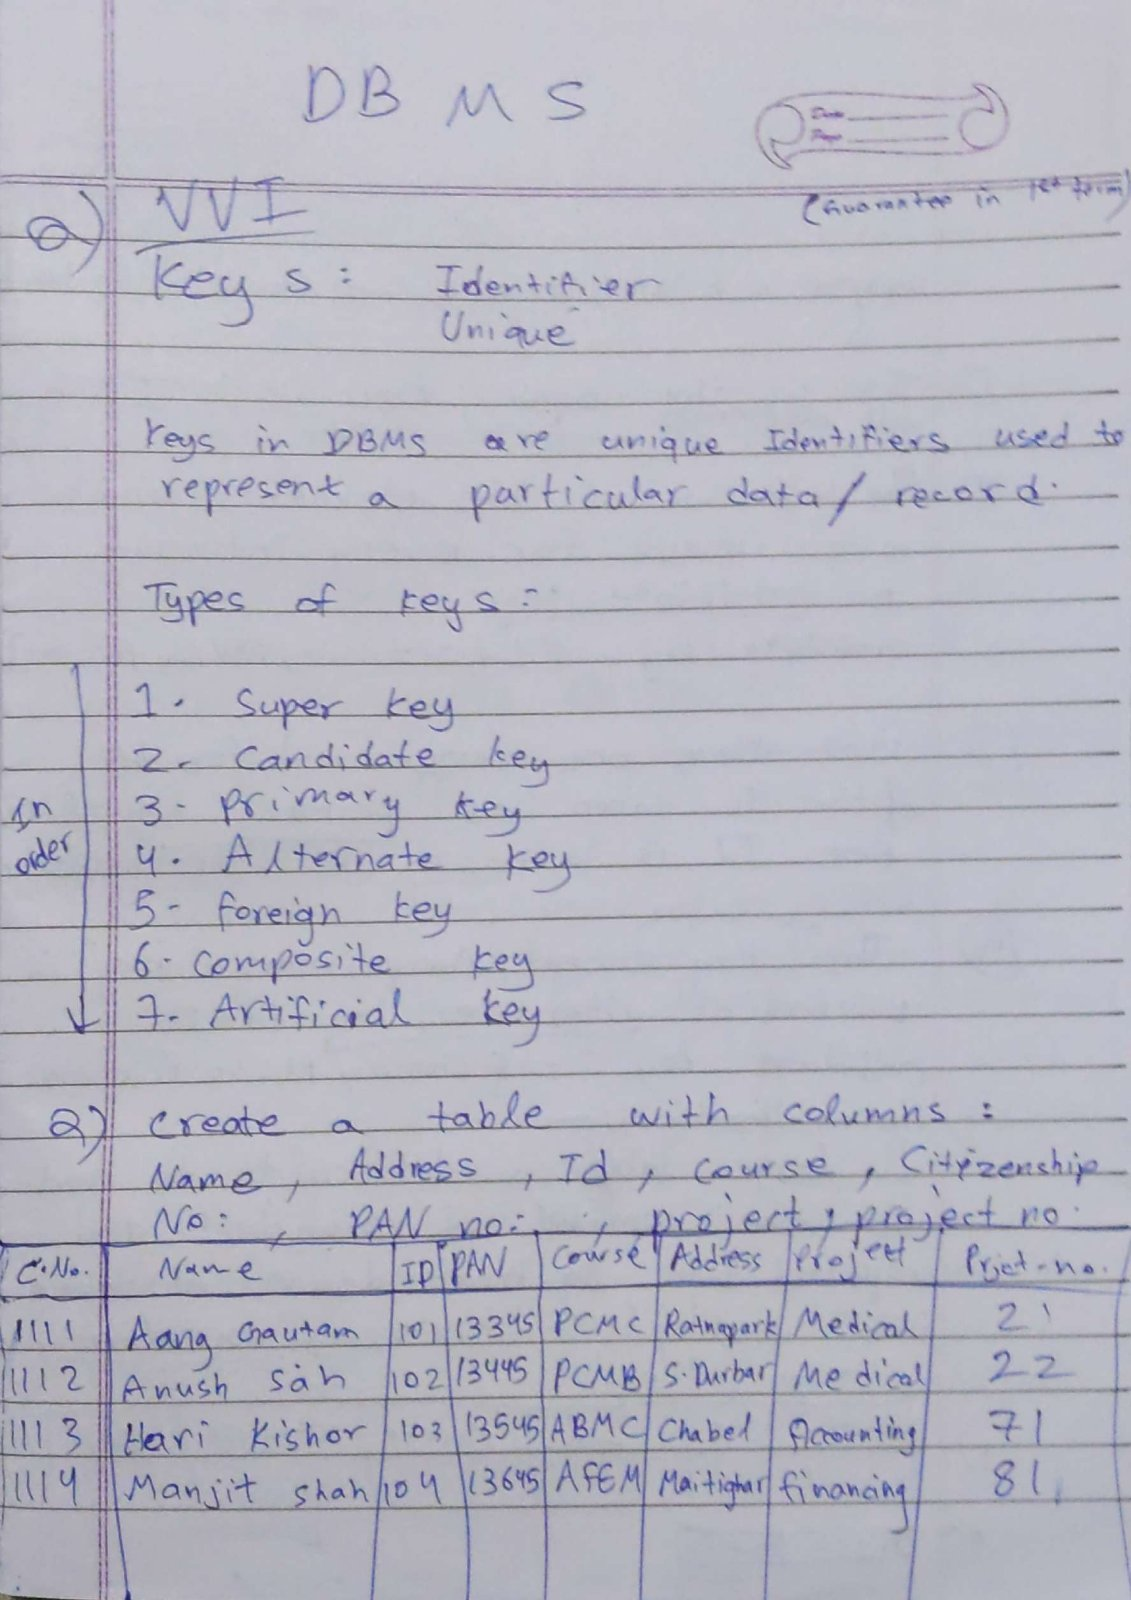 DBMS
Date
Page
(Guarantee in 1st term)
Q) VVI
Keys: Identifier
Unique
Keys in DBMS are unique Identifiers used to
represent a particular data/record.
Types of keys:-
1. Super key
2. Candidate key
3. primary key
4. Alternate key
5. foreign key
6. composite key
7. Artificial key
In
order
Q) create a table with columns:
Name, Address, Id, course, Citizenship
No:, PAN no:, project, project no.
C.No. Name ID PAN Course Address Project Prjct.no.
1111 Aang Gautam 101 13345 PCMC Ratnapark Medical 21
1112 Anush sah 102 13445 PCMB S.Durbar Medical 22
1113 Hari Kishor 103 13545 ABMC Chabel Accounting 71
1114 Manjit shah 104 13645 AFEM Maitighar financing 81